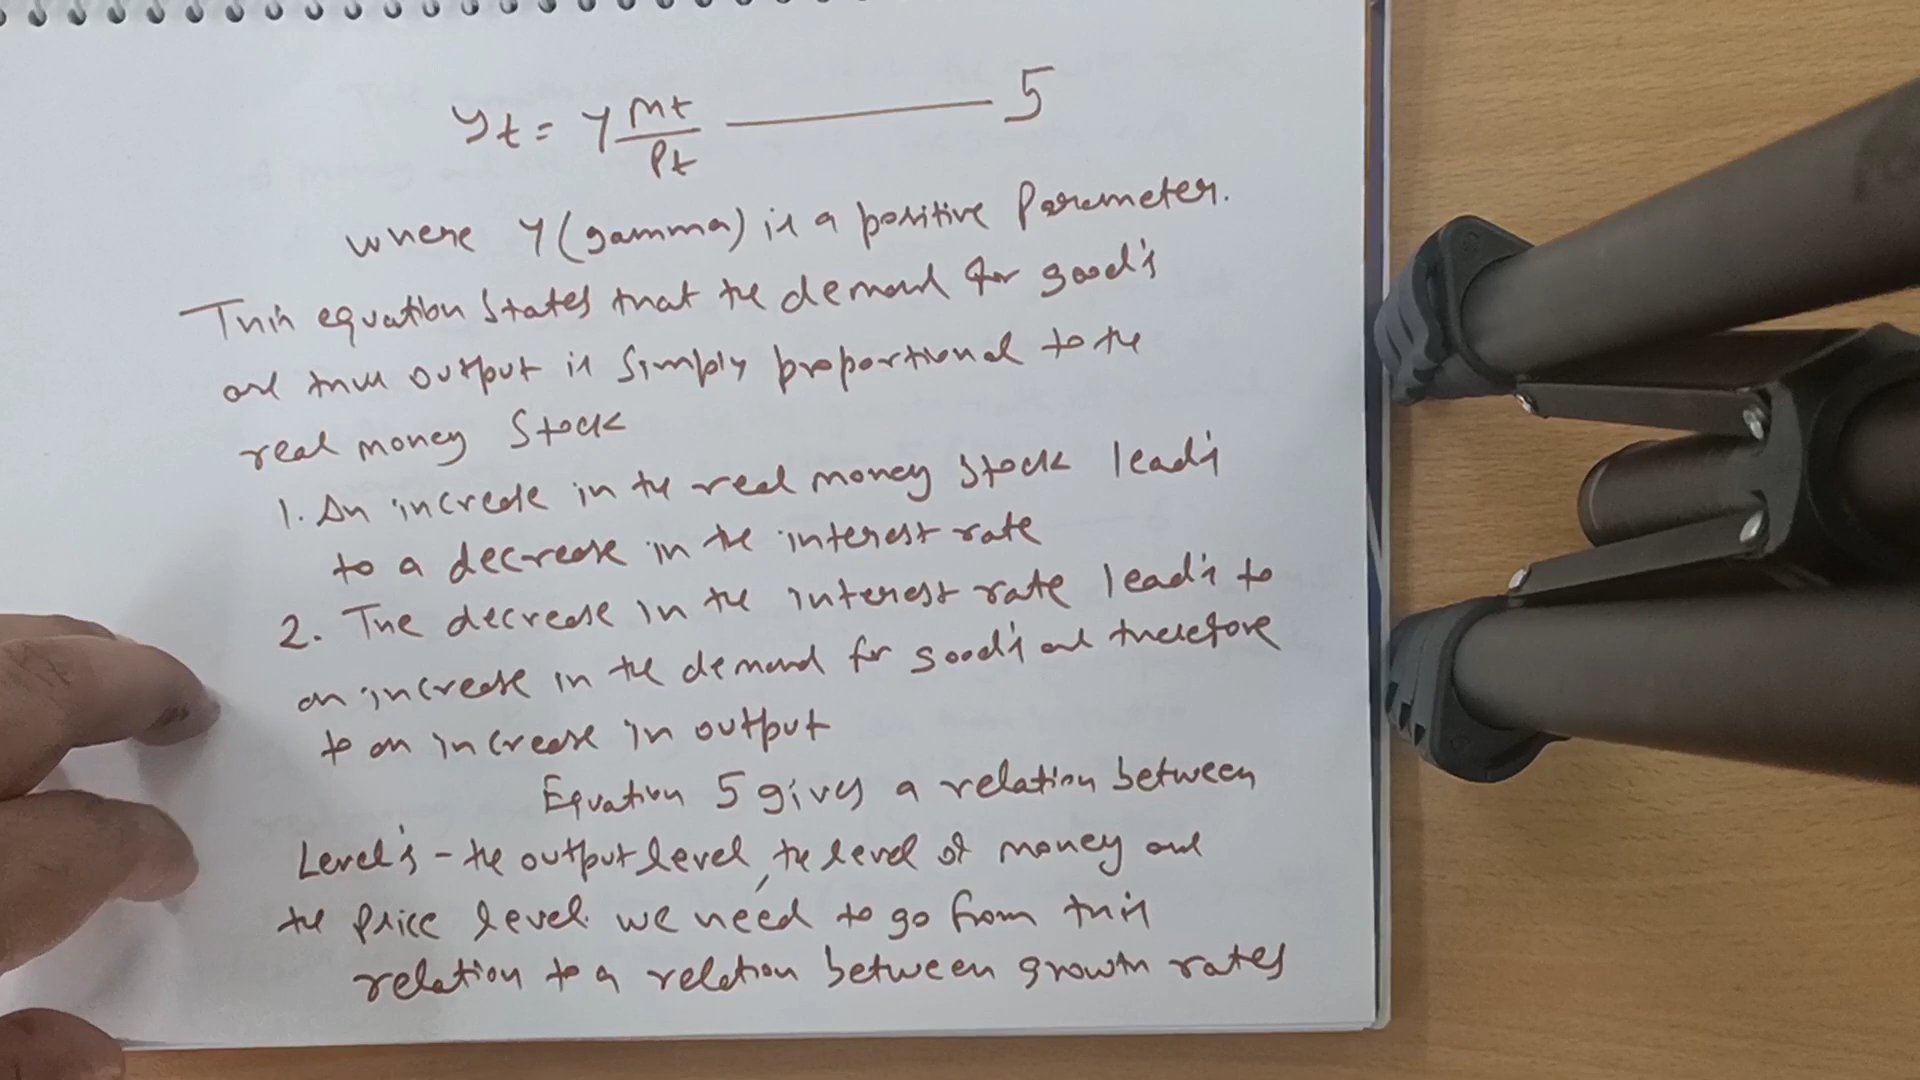 Yt = γ Mt/Pt ——— 5
where γ (gamma) is a positive Parameter.
This equation states that the demand for good's
and thus output is simply proportional to the
real money Stock
1. An increase in the real money stock lead's
to a decrease in the interest rate
2. The decrease in the interest rate lead's to
an increase in the demand for good's and therefore
to an increase in output
Equation 5 gives a relation between
Level's - the output level, the level of money and
the Price level. we need to go from this
relation to a relation between growth rates